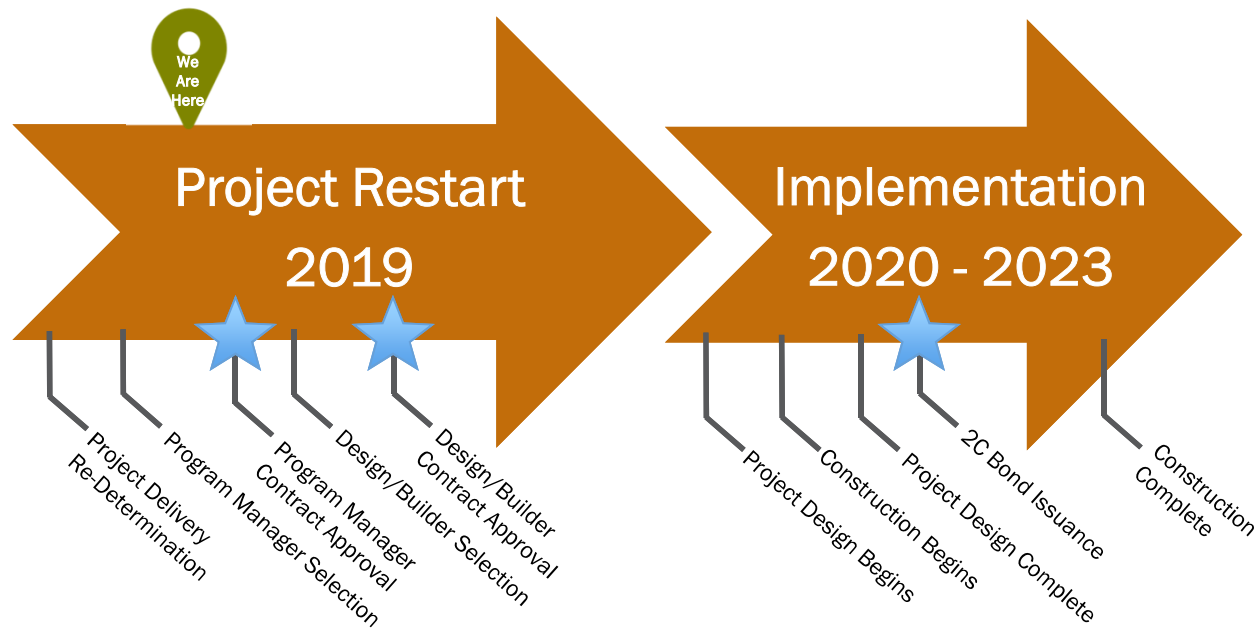 We
Are
Here
Project Restart
2019
Implementation
2020 - 2023
Project Delivery
Re-Determination
Program Manager Selection
Program Manager
Contract Approval
Design/Builder Selection
Design/Builder
Contract Approval
Project Design Begins
Construction Begins
Project Design Complete
2C Bond Issuance
Construction
Complete